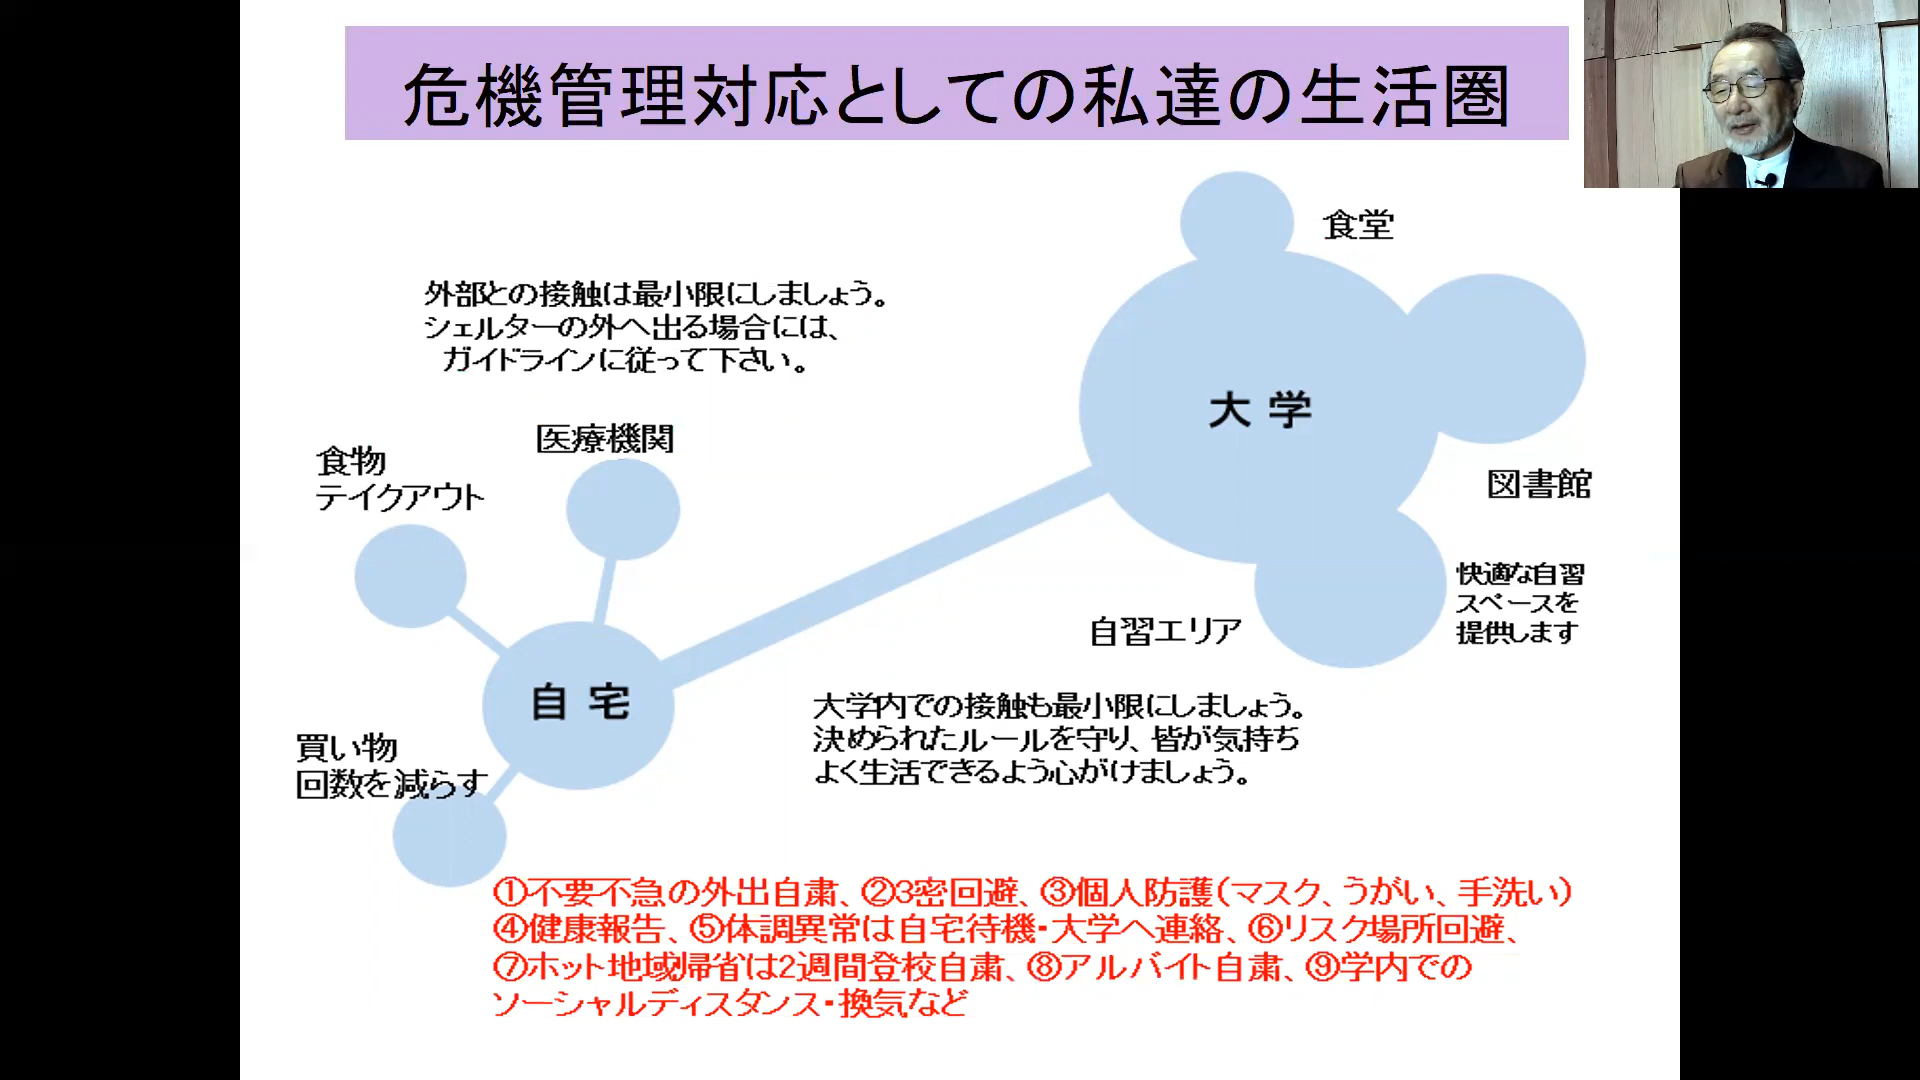 危機管理対応としての私達の生活圏
食堂
外部との接触は最小限にしましょう。
シェルターの外へ出る場合には、
ガイドラインに従って下さい。
大 学
医療機関
食物
テイクアウト
図書館
快適な自習
スペースを
提供します
自習エリア
自 宅
大学内での接触も最小限にしましょう。
決められたルールを守り、皆が気持ち
よく生活できるよう心がけましょう。
買い物
回数を減らす
①不要不急の外出自粛、②3密回避、③個人防護(マスク、うがい、手洗い)
④健康報告、⑤体調異常は自宅待機・大学へ連絡、⑥リスク場所回避、
⑦ホット地域帰省は2週間登校自粛、⑧アルバイト自粛、⑨学内での
ソーシャルディスタンス・換気など